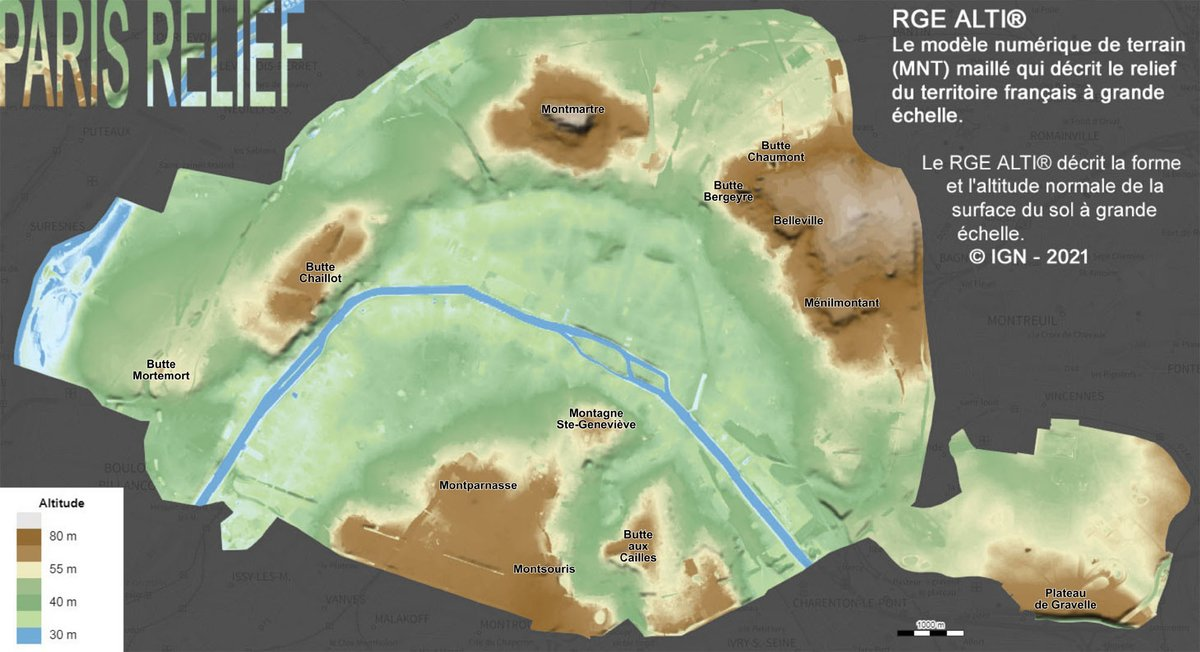 PARIS RELIEF
RGE ALTI®
Le modèle numérique de terrain
(MNT) maillé qui décrit le relief
du territoire français à grande
échelle.
Le RGE ALTI® décrit la forme
et l'altitude normale de la
surface du sol à grande
échelle.
© IGN - 2021
PUTEAUX
SURESNES
ROMAINVILLE
MONTREUIL
VINCENNES
Montmartre
Butte
Chaumont
Butte
Bergeyre
Belleville
Butte
Chaillot
Ménilmontant
Butte
Mortemort
Montagne
Ste-Geneviève
Montparnasse
Butte
aux
Cailles
Montsouris
Plateau
de Gravelle
ISSY-LES-M.
VANVES
MALAKOFF
CHARENTON-LE-PONT
IVRY-S.-SEINE
Altitude
80 m
55 m
40 m
30 m
1000 m